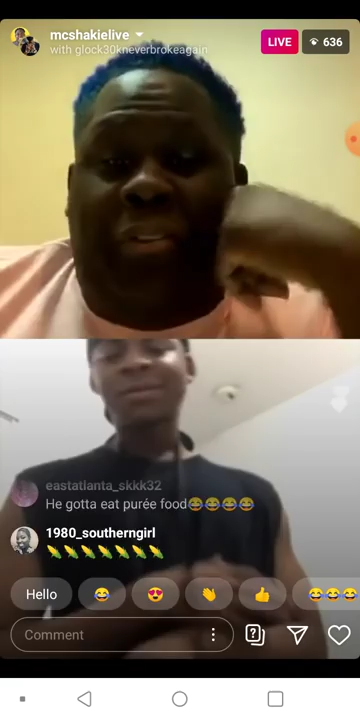 mcshakielive
with glock30kneverbrokeagain
LIVE
636
eastatlanta_skkk32
He gotta eat purée food😂😂😂😂
1980_southerngirl
🌽🌽🌽🌽🌽🌽🌽
Hello
😂
😍
👏
👍
😂😂😂
Comment